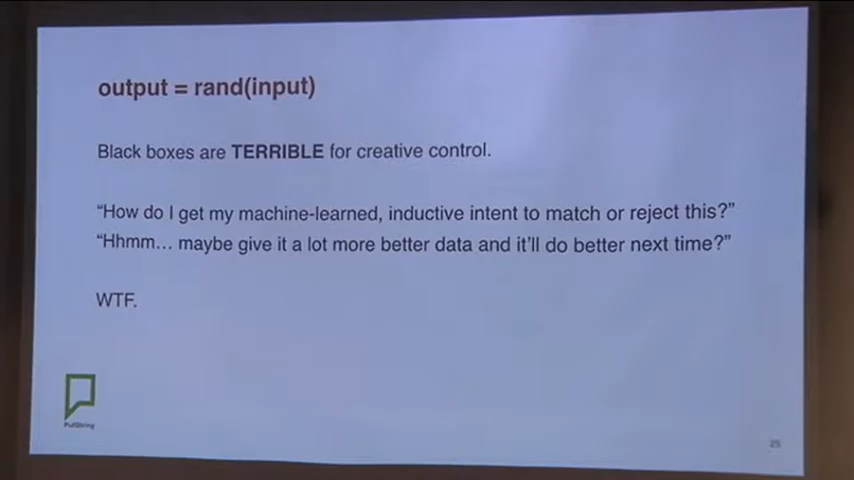 output = rand(input)
Black boxes are TERRIBLE for creative control.
“How do I get my machine-learned, inductive intent to match or reject this?”
“Hhmm… maybe give it a lot more better data and it’ll do better next time?”
WTF.
PullString
25